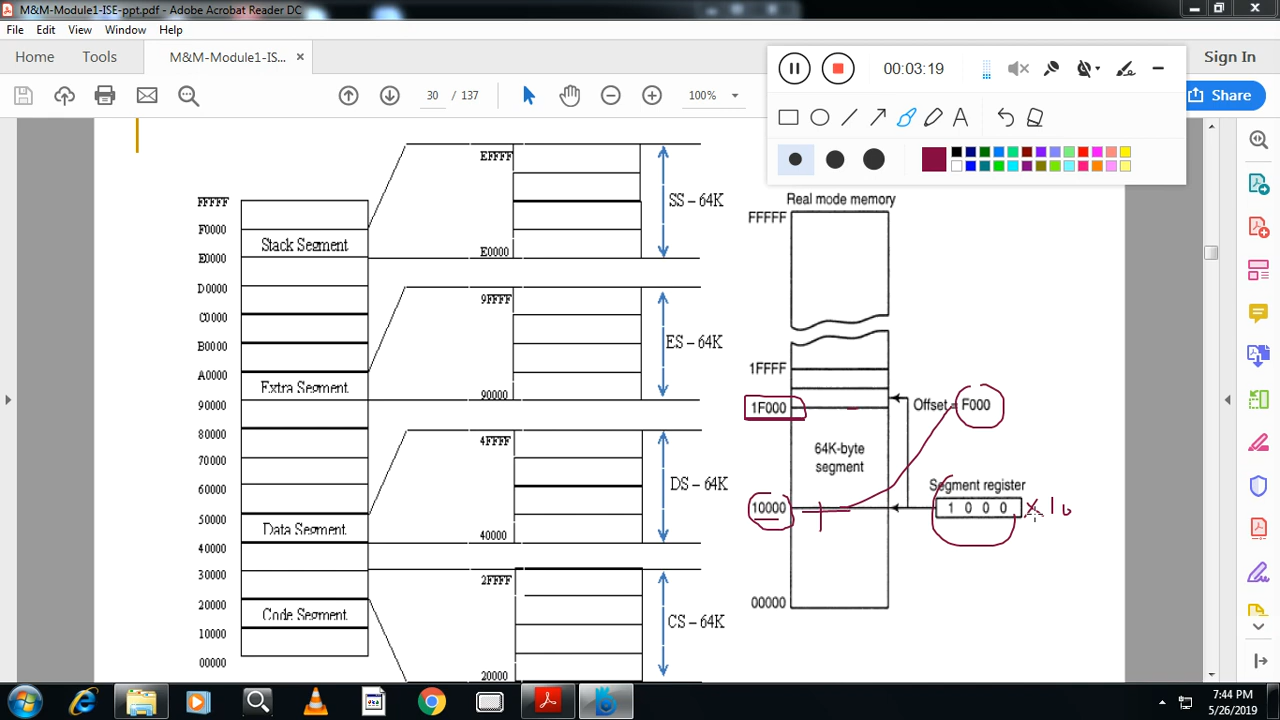 M&M-Module1-ISE-ppt.pdf - Adobe Acrobat Reader DC
File Edit View Window Help
Home Tools M&M-Module1-IS... ×
00:03:19
Sign In
30 / 137 100%
Share
A
FFFFF
F0000
Stack Segment
E0000
D0000
C0000
B0000
A0000
Extra Segment
90000
80000
70000
60000
50000
Data Segment
40000
30000
20000
Code Segment
10000
00000
EFFFF
SS – 64K
E0000
9FFFF
ES – 64K
90000
4FFFF
DS – 64K
40000
2FFFF
CS – 64K
20000
Real mode memory
FFFFF
1FFFF
1F000
Offset = F000
64K-byte
segment
Segment register
10000
1 0 0 0 × 10
00000
7:44 PM
5/26/2019